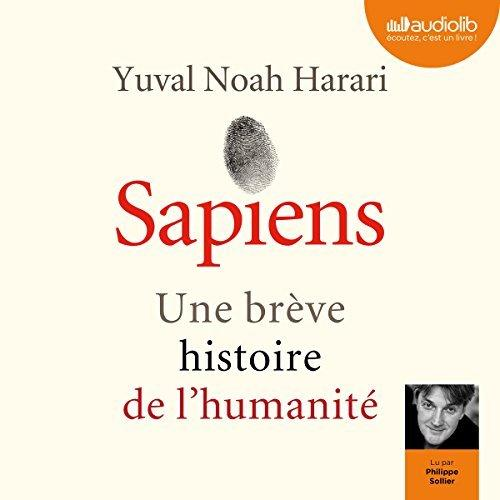 audiolib
écoutez, c'est un livre !
Yuval Noah Harari
Sapiens
Une brève
histoire
de l'humanité
Lu par
Philippe
Sollier